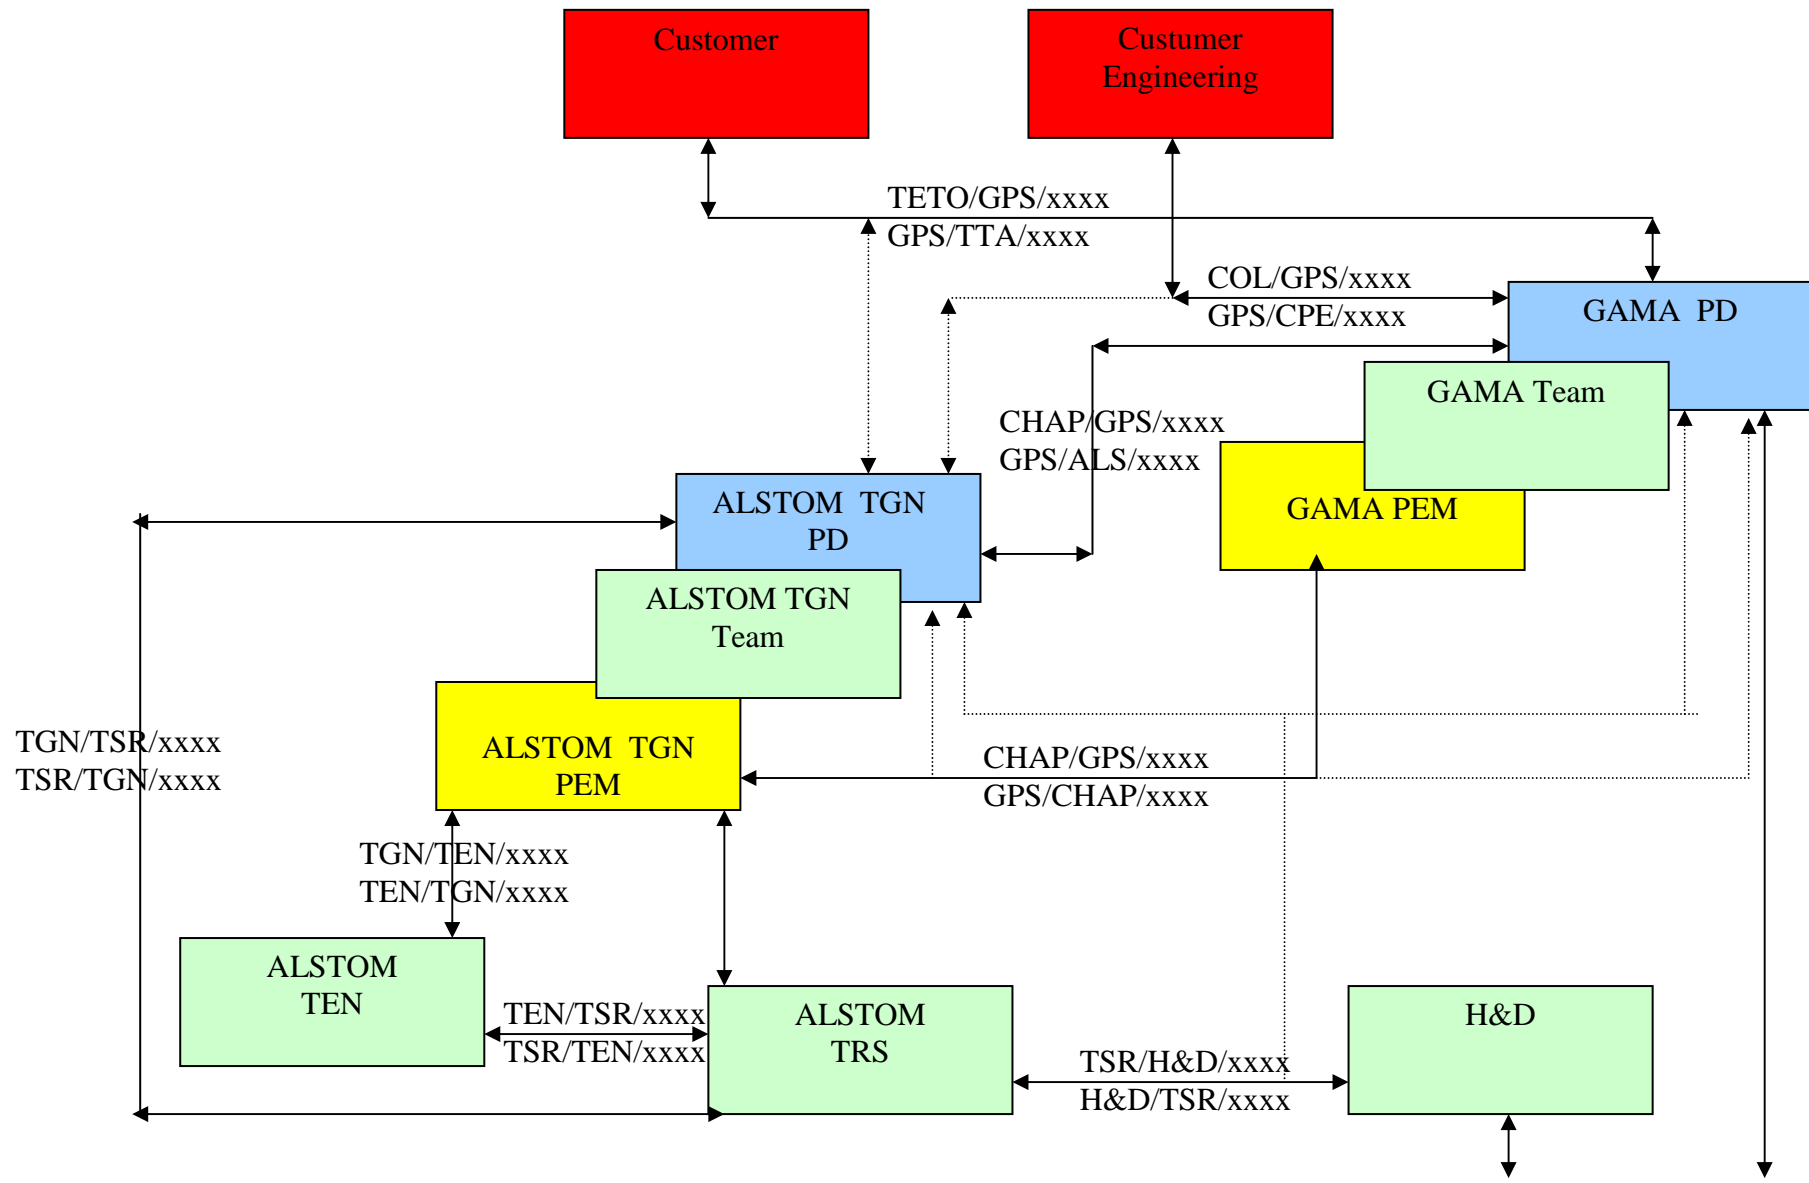 Customer
Custumer
Engineering
TETO/GPS/xxxx
GPS/TTA/xxxx
COL/GPS/xxxx
GPS/CPE/xxxx
GAMA PD
GAMA Team
CHAP/GPS/xxxx
GPS/ALS/xxxx
GAMA PEM
ALSTOM TGN
PD
ALSTOM TGN
Team
TGN/TSR/xxxx
TSR/TGN/xxxx
ALSTOM TGN
PEM
CHAP/GPS/xxxx
GPS/CHAP/xxxx
TGN/TEN/xxxx
TEN/TGN/xxxx
ALSTOM
TEN
TEN/TSR/xxxx
TSR/TEN/xxxx
ALSTOM
TRS
H&D
TSR/H&D/xxxx
H&D/TSR/xxxx